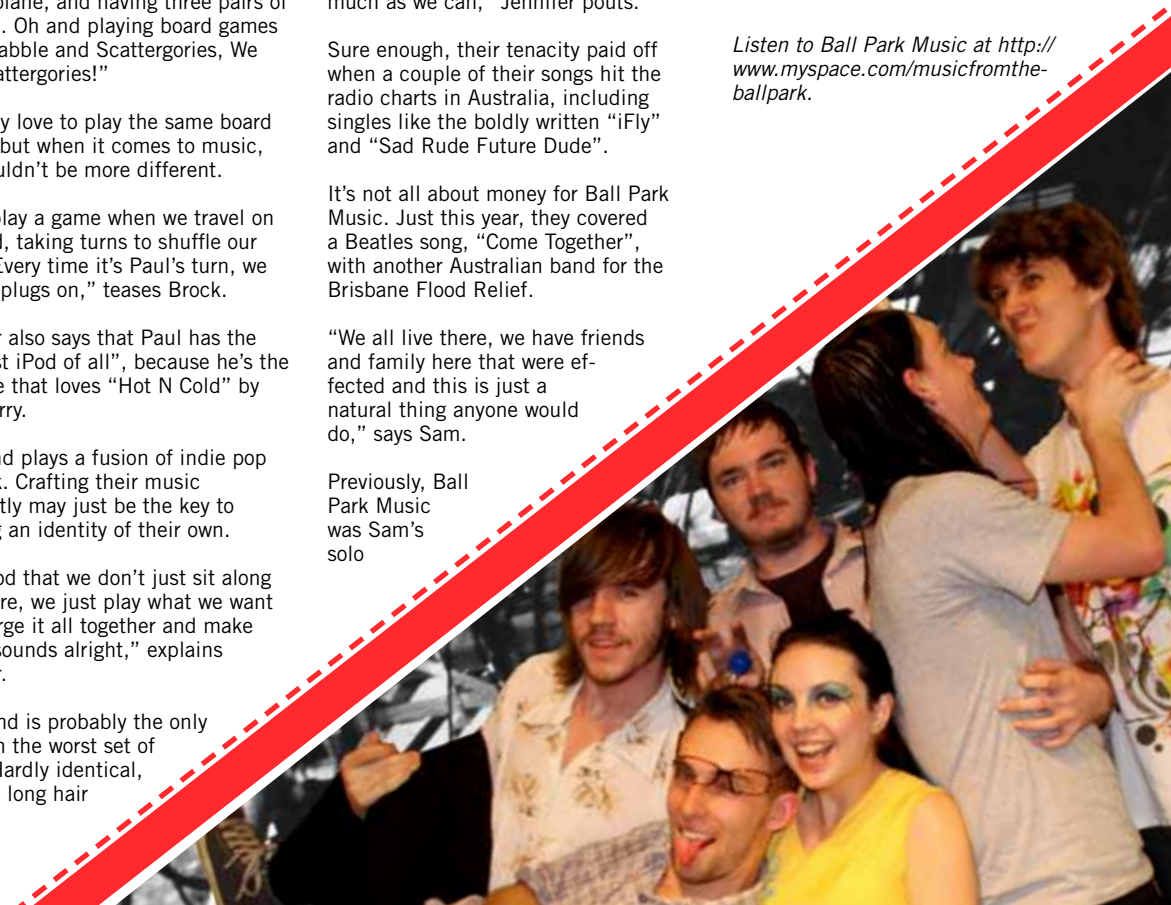 plane, and having three pairs of
. Oh and playing board games
abble and Scattergories, We
attergories!”
y love to play the same board
but when it comes to music,
uldn’t be more different.
play a game when we travel on
l, taking turns to shuffle our
Every time it’s Paul’s turn, we
plugs on,” teases Brock.
r also says that Paul has the
st iPod of all”, because he’s the
e that loves “Hot N Cold” by
rry.
nd plays a fusion of indie pop
k. Crafting their music
tly may just be the key to
g an identity of their own.
od that we don’t just sit along
re, we just play what we want
rge it all together and make
sounds alright,” explains
r.
nd is probably the only
n the worst set of
Hardly identical,
long hair
much as we can,” Jennifer pouts.
Sure enough, their tenacity paid off
when a couple of their songs hit the
radio charts in Australia, including
singles like the boldly written “iFly”
and “Sad Rude Future Dude”.
It’s not all about money for Ball Park
Music. Just this year, they covered
a Beatles song, “Come Together”,
with another Australian band for the
Brisbane Flood Relief.
“We all live there, we have friends
and family here that were ef-
fected and this is just a
natural thing anyone would
do,” says Sam.
Previously, Ball
Park Music
was Sam’s
solo
Listen to Ball Park Music at http://
www.myspace.com/musicfromthe-
ballpark.